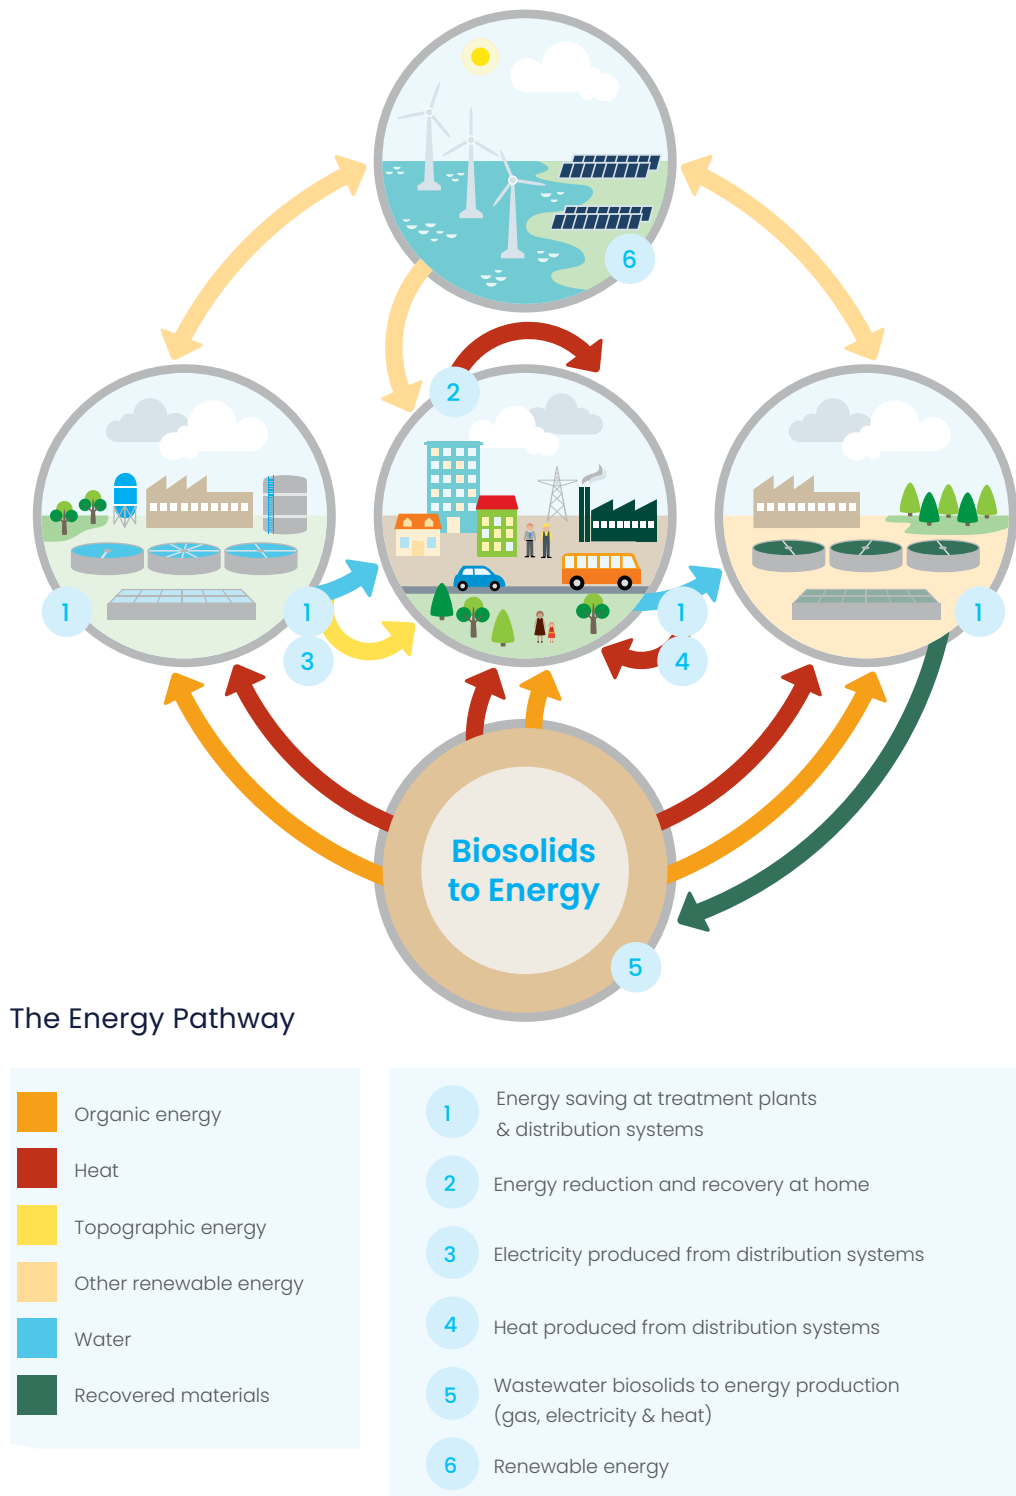 6
2
1
1
3
1
4
1
Biosolids
to Energy
5
The Energy Pathway
Organic energy
Heat
Topographic energy
Other renewable energy
Water
Recovered materials
1
Energy saving at treatment plants
& distribution systems
2
Energy reduction and recovery at home
3
Electricity produced from distribution systems
4
Heat produced from distribution systems
5
Wastewater biosolids to energy production
(gas, electricity & heat)
6
Renewable energy